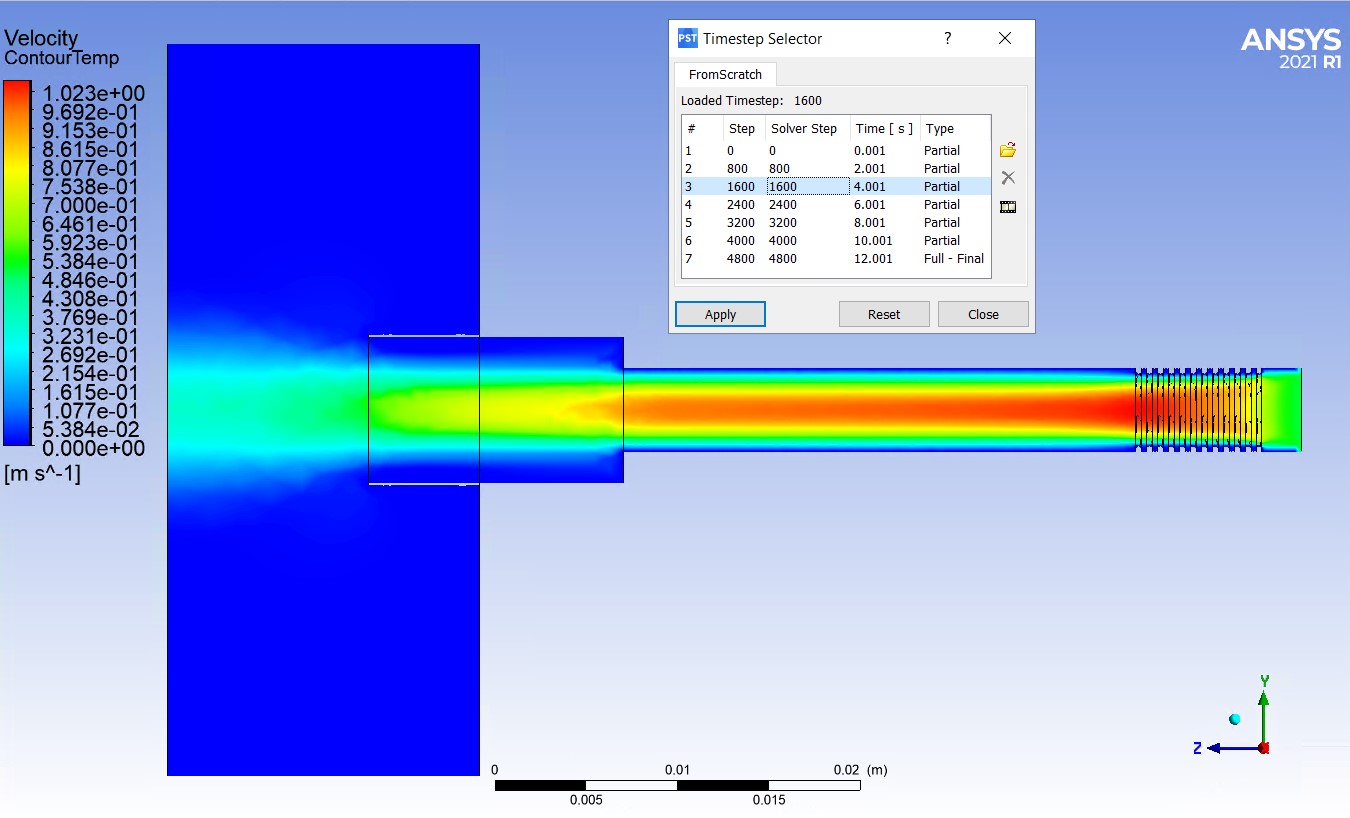 Velocity
ContourTemp
1.023e+00
9.692e-01
9.153e-01
8.615e-01
8.077e-01
7.538e-01
7.000e-01
6.461e-01
5.923e-01
5.384e-01
4.846e-01
4.308e-01
3.769e-01
3.231e-01
2.692e-01
2.154e-01
1.615e-01
1.077e-01
5.384e-02
0.000e+00
[m s^-1]
PST Timestep Selector ?
FromScratch
Loaded Timestep: 1600
# Step Solver Step Time [ s ] Type
1 0 0 0.001 Partial
2 800 800 2.001 Partial
3 1600 1600 4.001 Partial
4 2400 2400 6.001 Partial
5 3200 3200 8.001 Partial
6 4000 4000 10.001 Partial
7 4800 4800 12.001 Full - Final
Apply Reset Close
ANSYS
2021 R1
Y
Z
0 0.01 0.02 (m)
0.005 0.015